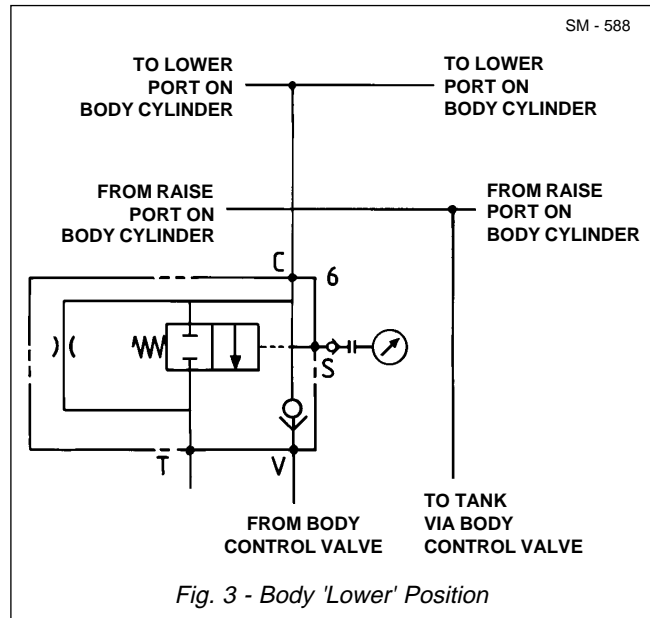 SM - 588
TO LOWER
PORT ON
BODY CYLINDER
TO LOWER
PORT ON
BODY CYLINDER
FROM RAISE
PORT ON
BODY CYLINDER
FROM RAISE
PORT ON
BODY CYLINDER
C
6
S
T
V
FROM BODY
CONTROL VALVE
TO TANK
VIA BODY
CONTROL VALVE
Fig. 3 - Body 'Lower' Position